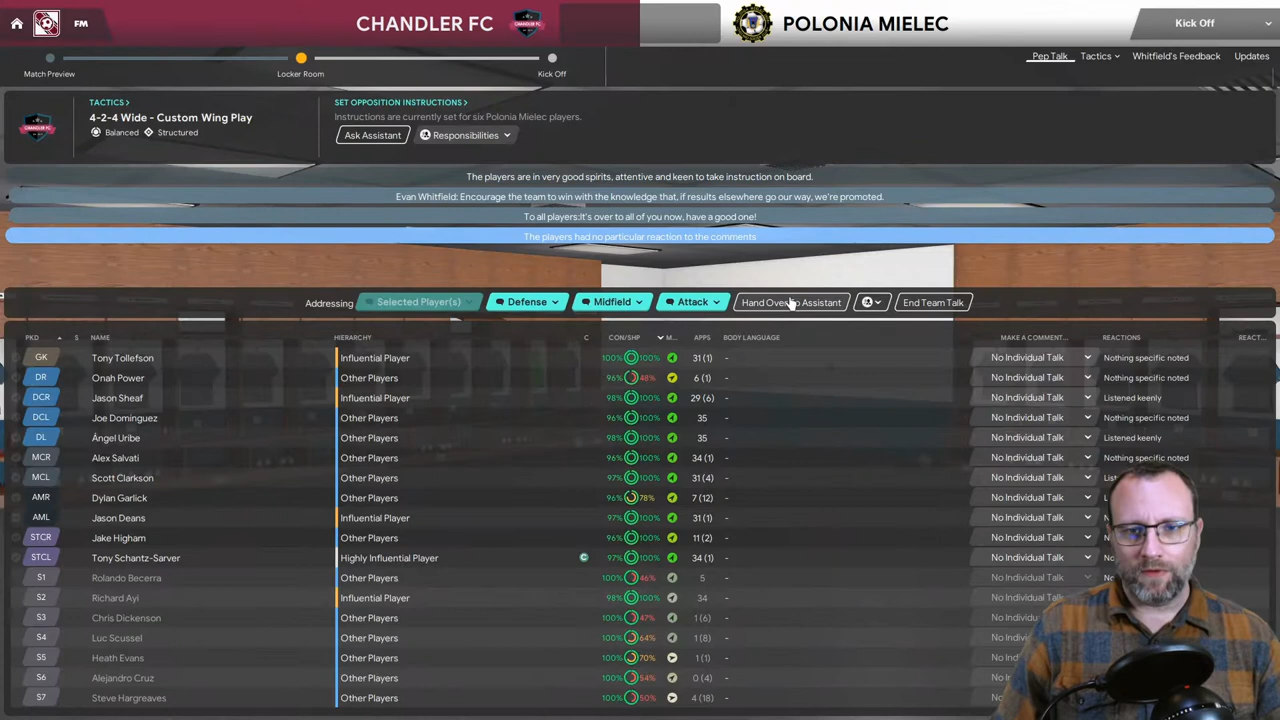 FM
CHANDLER FC
POLONIA MIELEC
Kick Off
Match Preview
Locker Room
Kick Off
Pep Talk
Tactics
Whitfield's Feedback
Updates
TACTICS
4-2-4 Wide - Custom Wing Play
Balanced
Structured
SET OPPOSITION INSTRUCTIONS
Instructions are currently set for six Polonia Mielec players.
Ask Assistant
Responsibilities
The players are in very good spirits, attentive and keen to take instruction on board.
Evan Whitfield: Encourage the team to win with the knowledge that, if results elsewhere go our way, we're promoted.
To all players:It's over to all of you now, have a good one!
The players had no particular reaction to the comments
Addressing
Selected Player(s)
Defense
Midfield
Attack
Hand Over To Assistant
End Team Talk
PKD S NAME HIERARCHY C CON/SHP M... APPS BODY LANGUAGE MAKE A COMMENT... REACTIONS REACT...
GK Tony Tollefson Influential Player 100% 100% 31 (1) - No Individual Talk Nothing specific noted
DR Onah Power Other Players 96% 48% 6 (1) - No Individual Talk Nothing specific noted
DCR Jason Sheaf Influential Player 98% 100% 29 (6) - No Individual Talk Listened keenly
DCL Joe Domínguez Other Players 96% 100% 35 - No Individual Talk Nothing specific noted
DL Ángel Uribe Other Players 98% 100% 35 - No Individual Talk Listened keenly
MCR Alex Salvati Other Players 96% 100% 34 (1) - No Individual Talk Nothing specific noted
MCL Scott Clarkson Other Players 97% 100% 31 (4) - No Individual Talk
AMR Dylan Garlick Other Players 96% 78% 7 (12) - No Individual Talk
AML Jason Deans Influential Player 97% 100% 31 (1) - No Individual Talk
STCR Jake Higham Other Players 96% 100% 11 (2) - No Individual Talk
STCL Tony Schantz-Sarver Highly Influential Player C 97% 100% 34 (1) - No Individual Talk
S1 Rolando Becerra Other Players 100% 46% 5 - No Individual Talk
S2 Richard Ayi Influential Player 98% 100% 34 - No Individual Talk
S3 Chris Dickenson Other Players 100% 47% 1 (6) - No Individual Talk
S4 Luc Scussel Other Players 100% 64% 1 (8) - No Indivi
S5 Heath Evans Other Players 100% 70% 1 (1) - No Indivi
S6 Alejandro Cruz Other Players 100% 54% 0 (4) - No Indi
S7 Steve Hargreaves Other Players 100% 50% 4 (18) - No Ind